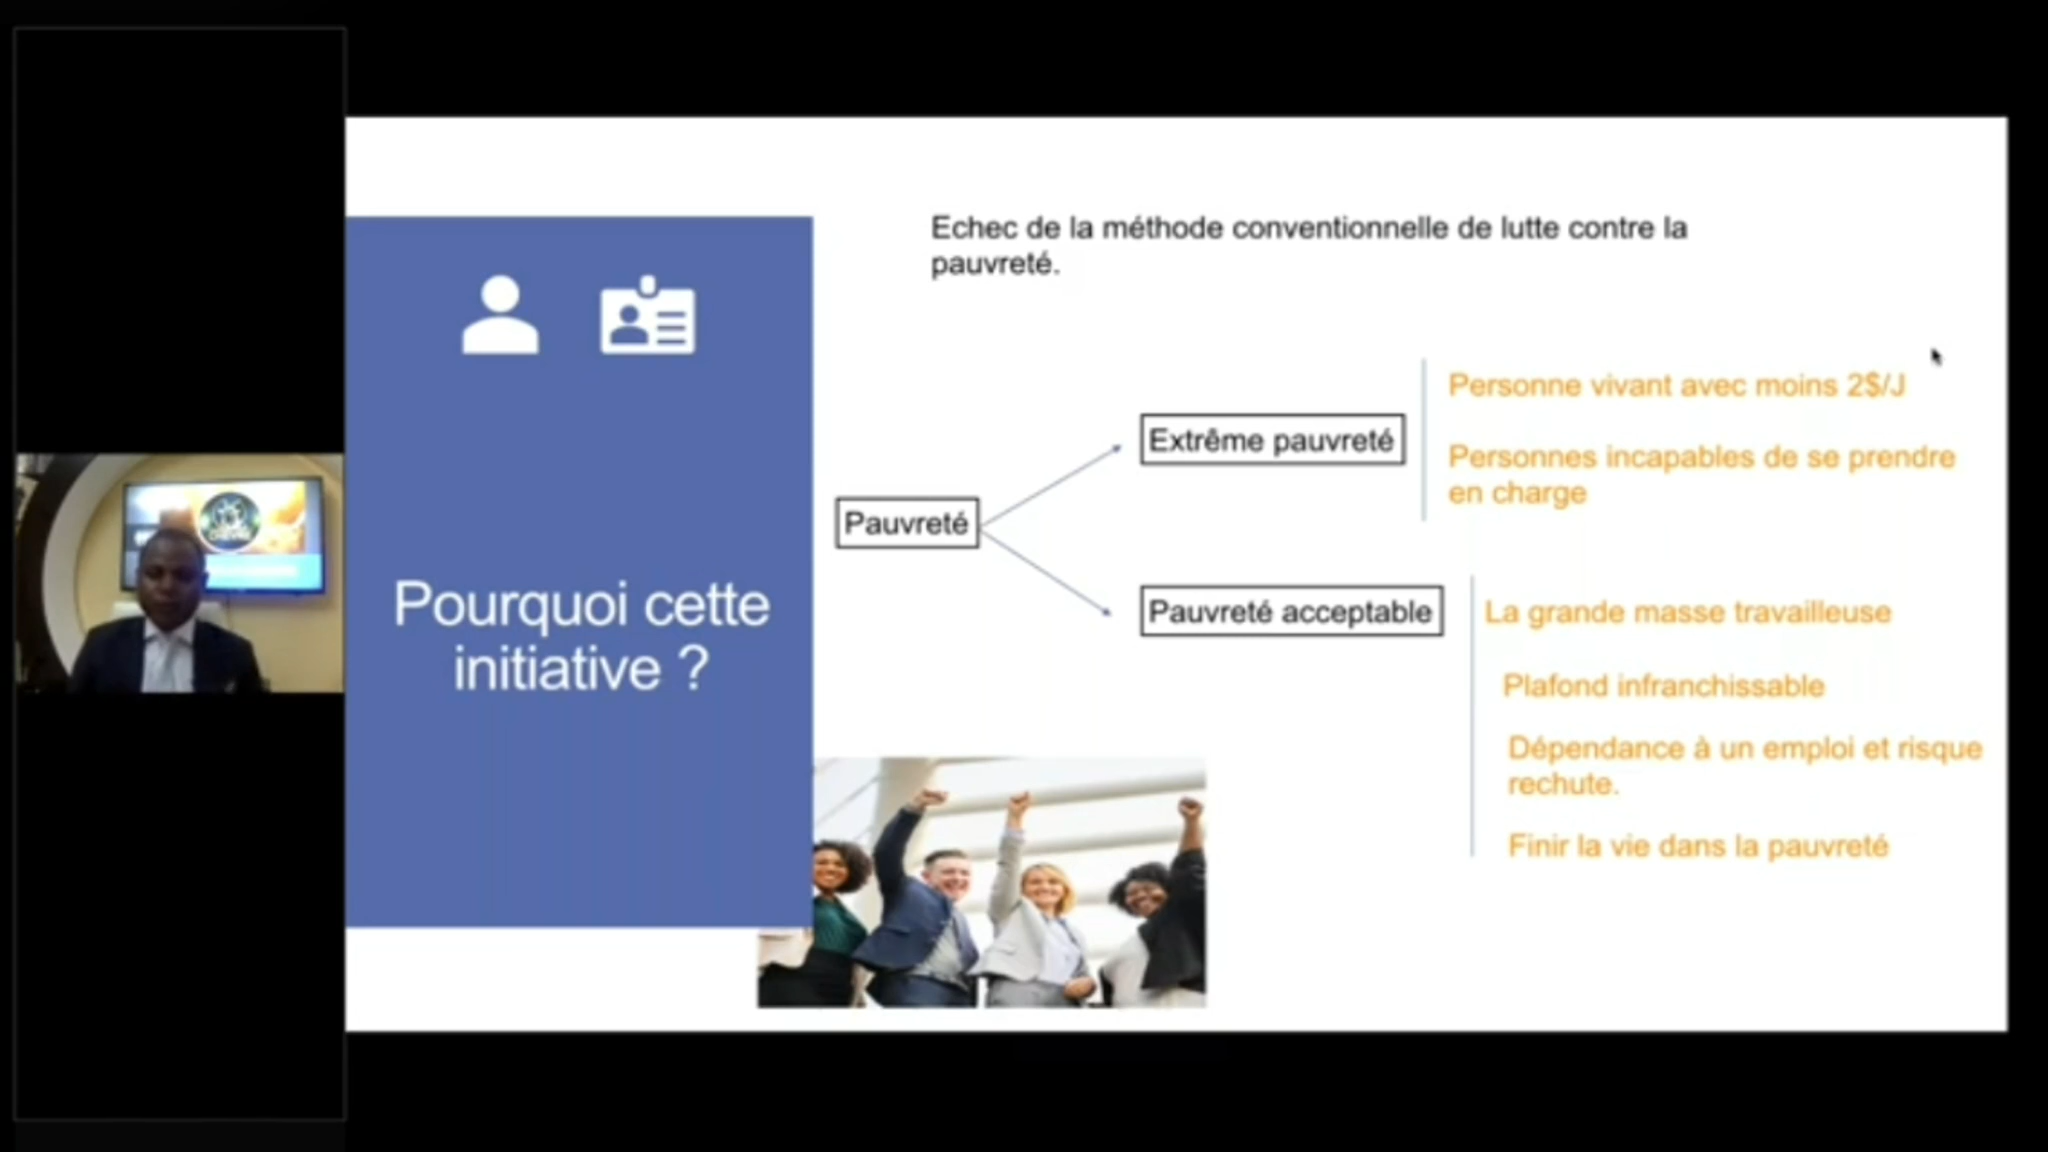 Echec de la méthode conventionnelle de lutte contre la
pauvreté.
Pourquoi cette
initiative ?
Pauvreté
Extrême pauvreté
Personne vivant avec moins 2$/J
Personnes incapables de se prendre
en charge
Pauvreté acceptable
La grande masse travailleuse
Plafond infranchissable
Dépendance à un emploi et risque
rechute.
Finir la vie dans la pauvreté